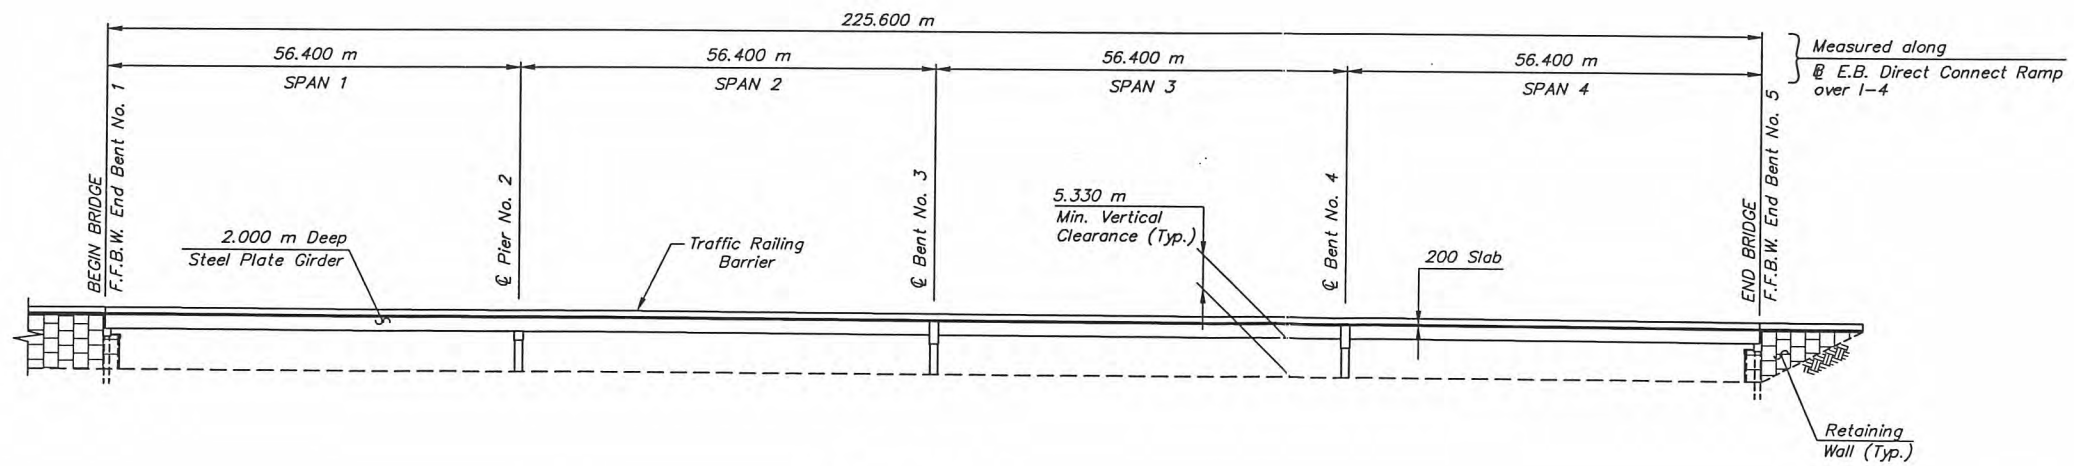 225.600 m
56.400 m
SPAN 1
56.400 m
SPAN 2
56.400 m
SPAN 3
56.400 m
SPAN 4
Measured along
℄ E.B. Direct Connect Ramp
over I-4
BEGIN BRIDGE
F.F.B.W. End Bent No. 1
℄ Pier No. 2
℄ Bent No. 3
℄ Bent No. 4
END BRIDGE
F.F.B.W. End Bent No. 5
2.000 m Deep
Steel Plate Girder
Traffic Railing
Barrier
5.330 m
Min. Vertical
Clearance (Typ.)
200 Slab
Retaining
Wall (Typ.)